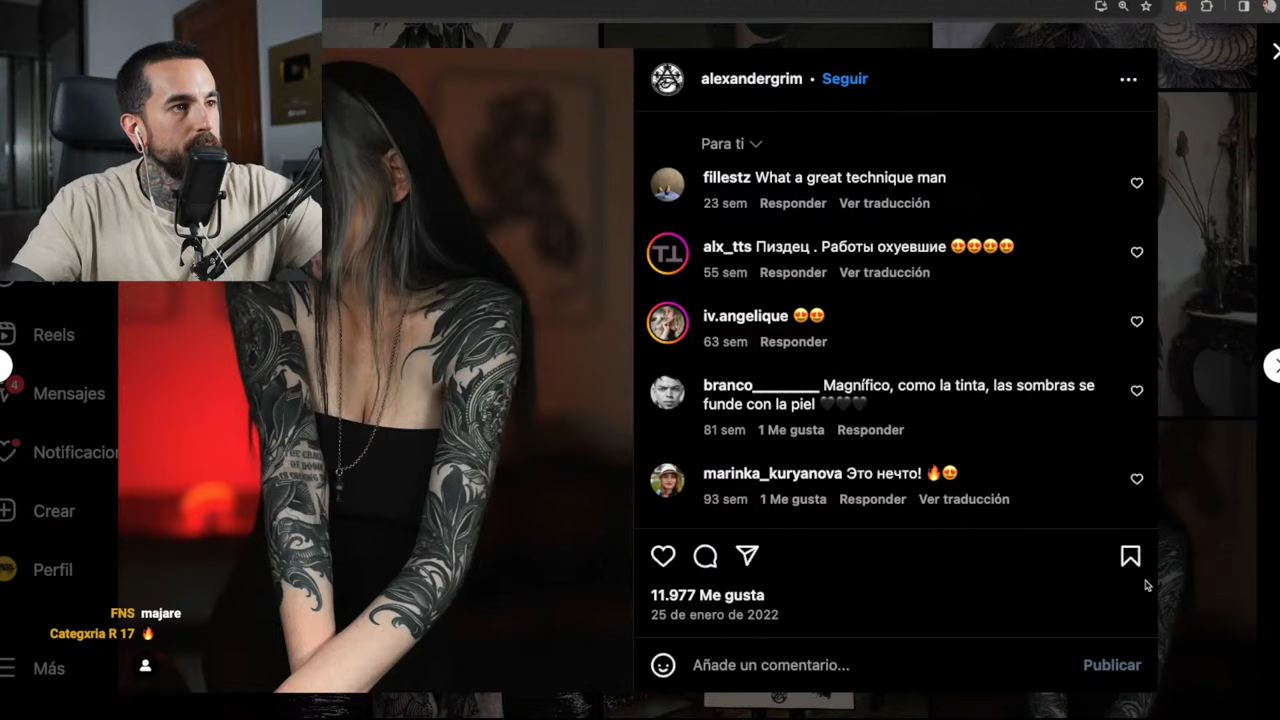 alexandergrim • Seguir
Para ti
fillestz What a great technique man
23 sem Responder Ver traducción
alx_tts Пиздец . Работы охуевшие 😍😍😍😍
55 sem Responder Ver traducción
iv.angelique 😍😍
63 sem Responder
branco_________ Magnífico, como la tinta, las sombras se
funde con la piel 🖤🖤🖤
81 sem 1 Me gusta Responder
marinka_kuryanova Это нечто! 🔥😍
93 sem 1 Me gusta Responder Ver traducción
11.977 Me gusta
25 de enero de 2022
Añade un comentario...
Publicar
Reels
4
Mensajes
Notificacion
Crear
Perfil
FNS majare
Categxria R 17 🔥
Más